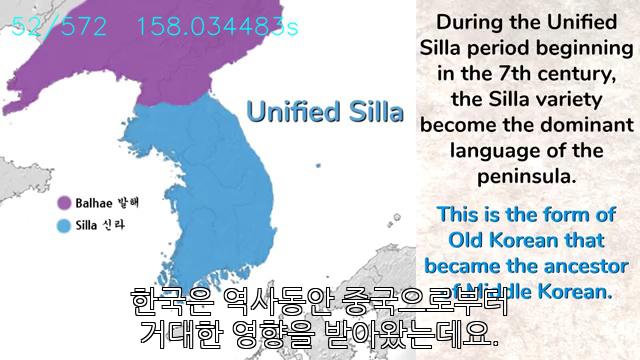 52/572 158.034483s
Unified Silla
Balhae 발해
Silla 신라
During the Unified
Silla period beginning
in the 7th century,
the Silla variety
become the dominant
language of the
peninsula.
This is the form of
Old Korean that
became the ancestor
of Middle Korean.
한국은 역사동안 중국으로부터
거대한 영향을 받아왔는데요.